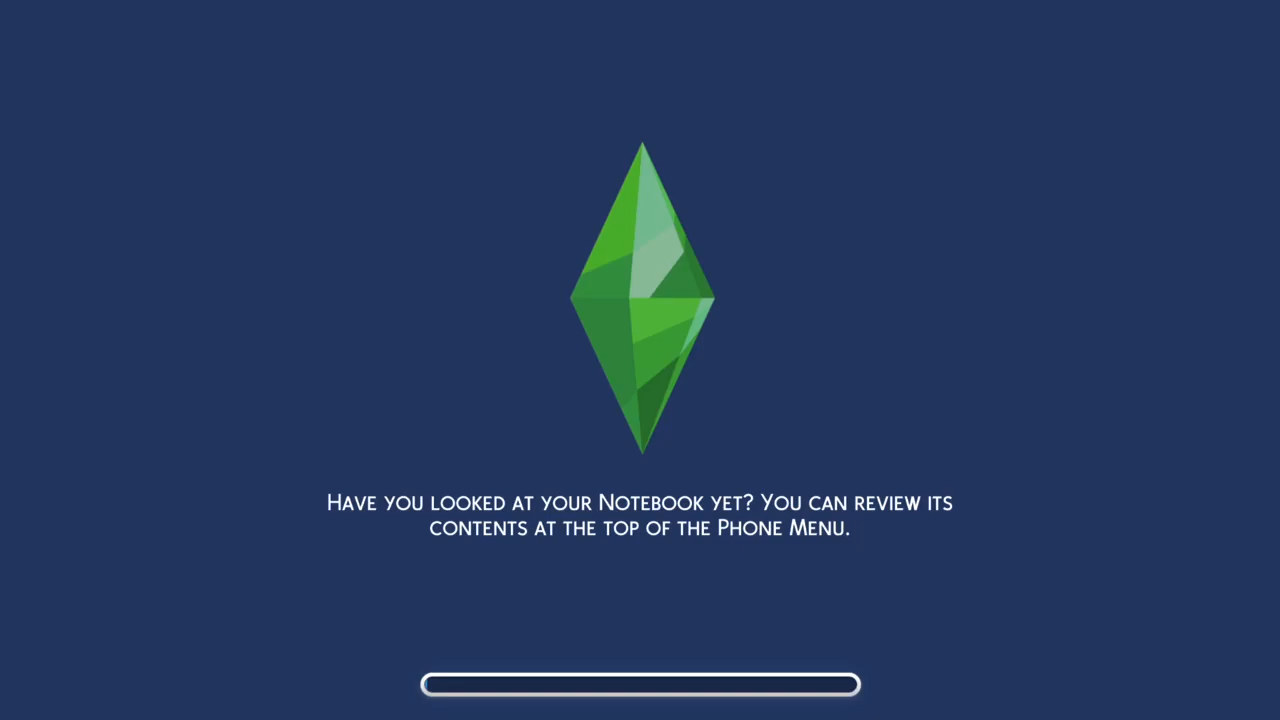 Have you looked at your Notebook yet? You can review its
contents at the top of the Phone Menu.